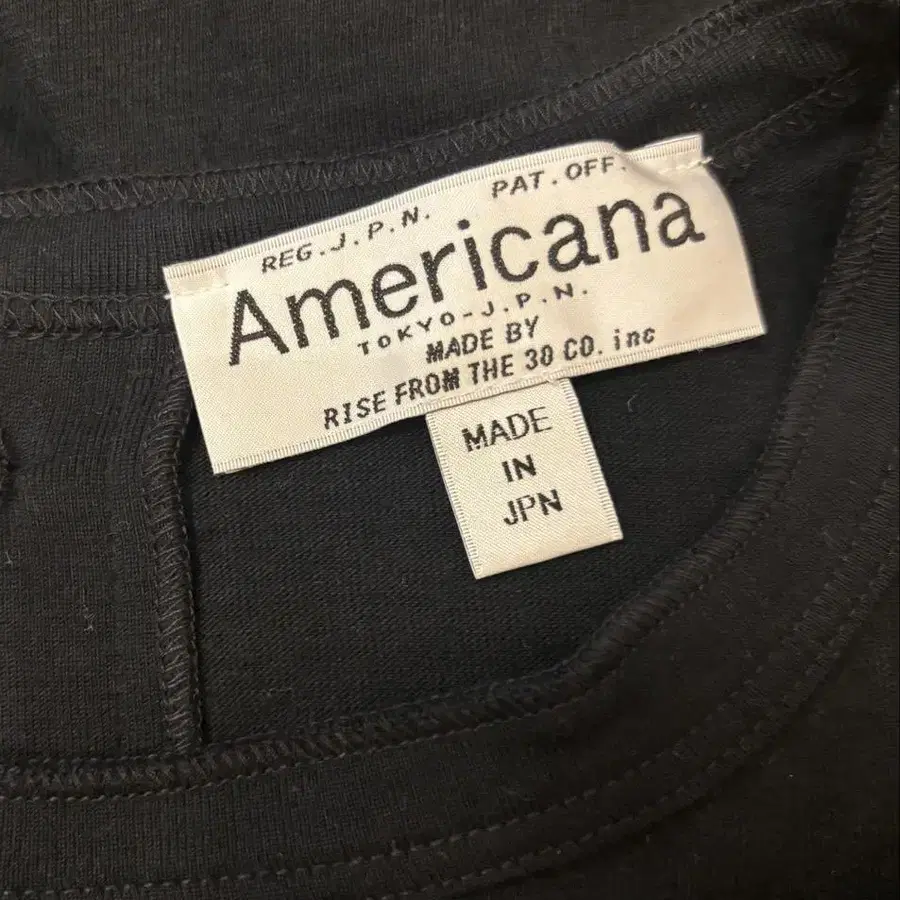 REG.J.P.N. PAT.OFF.
Americana
TOKYO-J.P.N.
MADE BY
RISE FROM THE 30 CO. inc
MADE
IN
JPN